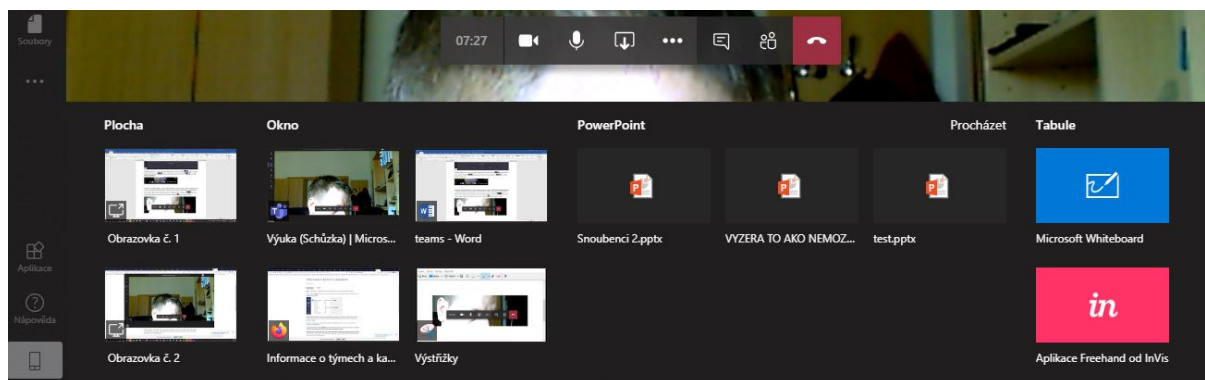 Soubory
07:27
Plocha
Okno
PowerPoint
Procházet
Tabule
Obrazovka č. 1
Výuka (Schůzka) | Micros...
teams - Word
Snoubenci 2.pptx
VYZERA TO AKO NEMOZ...
test.pptx
Microsoft Whiteboard
Aplikace
Nápověda
in
Obrazovka č. 2
Informace o týmech a ka...
Výstřižky
Aplikace Freehand od InVis